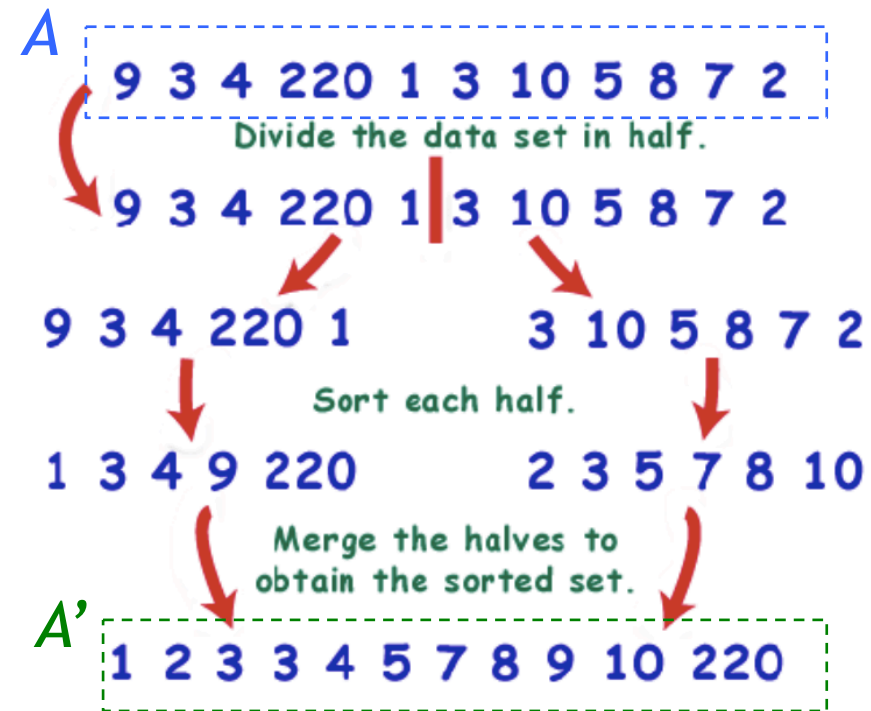 A
9 3 4 220 1 3 10 5 8 7 2
Divide the data set in half.
9 3 4 220 1 3 10 5 8 7 2
9 3 4 220 1 3 10 5 8 7 2
Sort each half.
1 3 4 9 220 2 3 5 7 8 10
Merge the halves to
obtain the sorted set.
A’
1 2 3 3 4 5 7 8 9 10 220